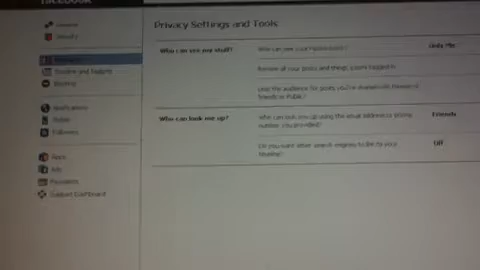 facebook
General
Security
Privacy
Timeline and Tagging
Blocking
Notifications
Mobile
Followers
Apps
Ads
Payments
Support Dashboard
Privacy Settings and Tools
Who can see my stuff?
Who can see your future posts?
Only Me
Review all your posts and things you're tagged in
Limit the audience for posts you've shared with friends of
friends or Public?
Who can look me up?
Who can look you up using the email address or phone
number you provided?
Friends
Do you want other search engines to link to your
timeline?
Off